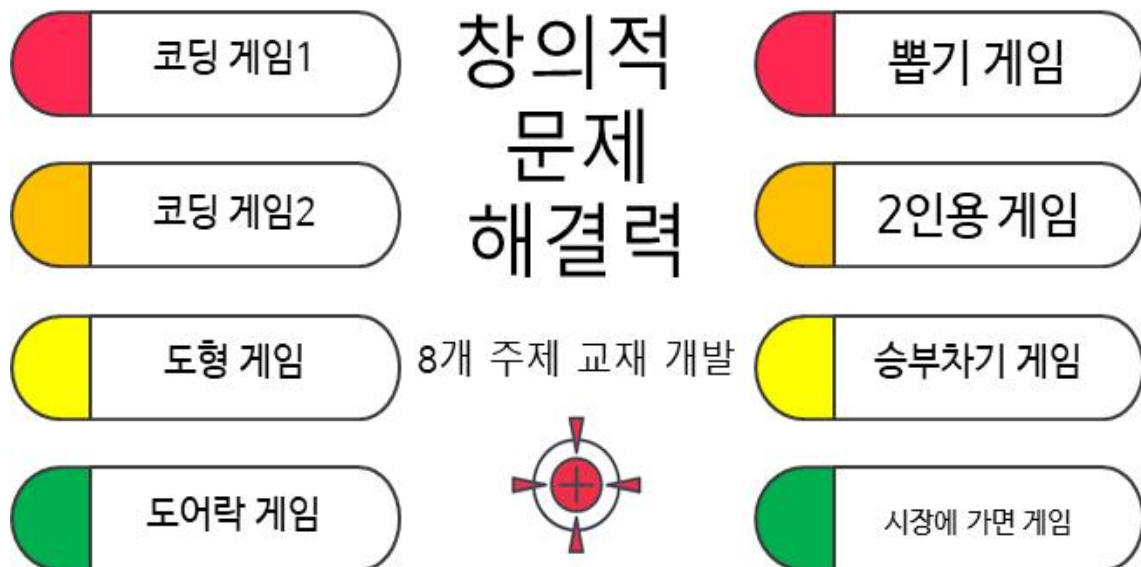 코딩 게임1
코딩 게임2
도형 게임
도어락 게임
창의적
문제
해결력
8개 주제 교재 개발
뽑기 게임
2인용 게임
승부차기 게임
시장에 가면 게임